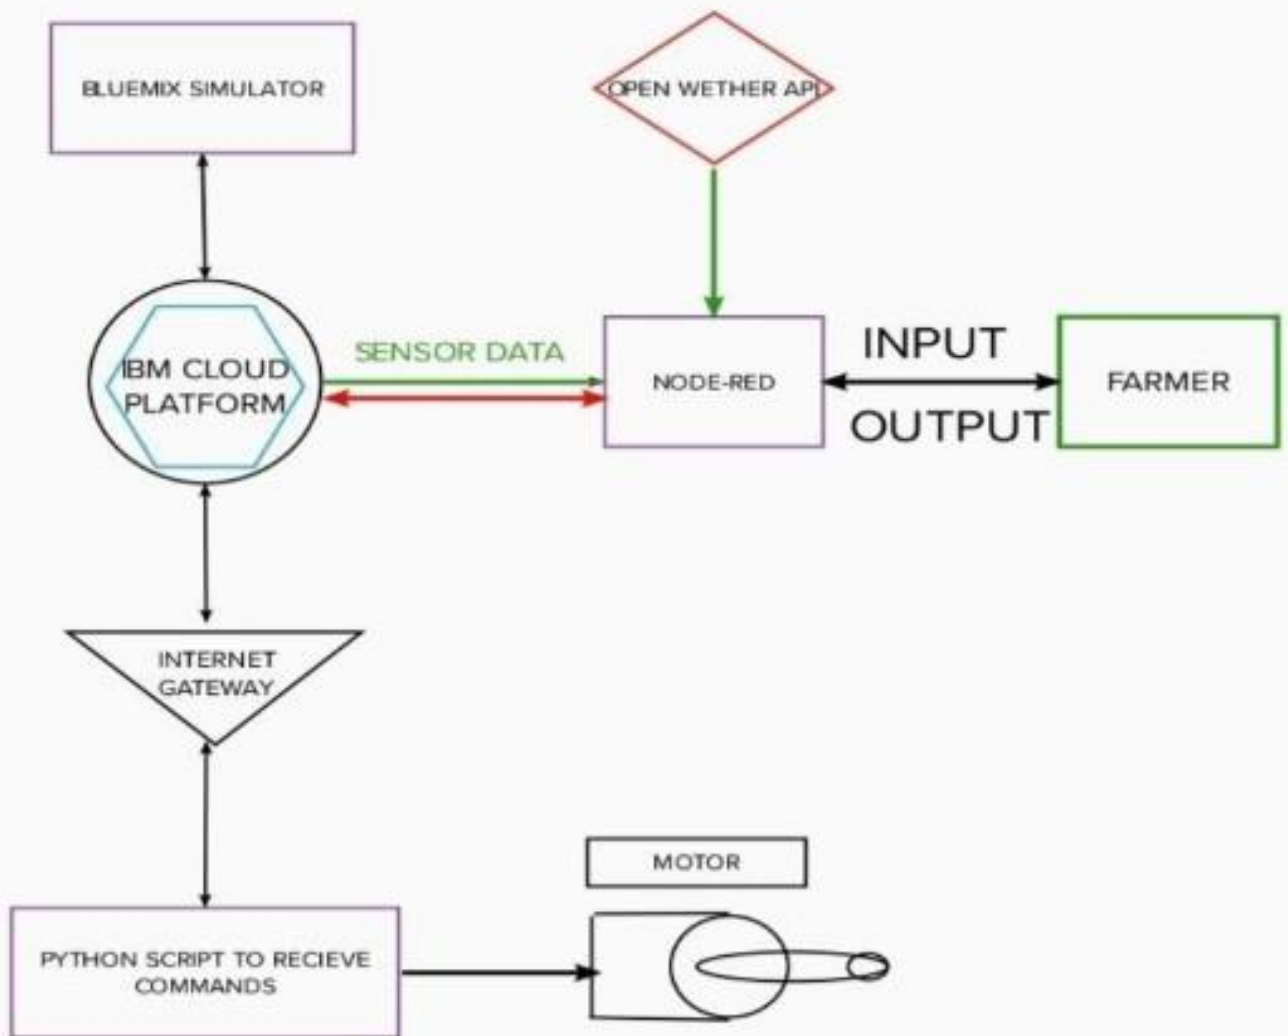 BLUEMIX SIMULATOR
OPEN WETHER API
IBM CLOUD
PLATFORM
SENSOR DATA
NODE-RED
INPUT
OUTPUT
FARMER
INTERNET
GATEWAY
MOTOR
PYTHON SCRIPT TO RECIEVE
COMMANDS